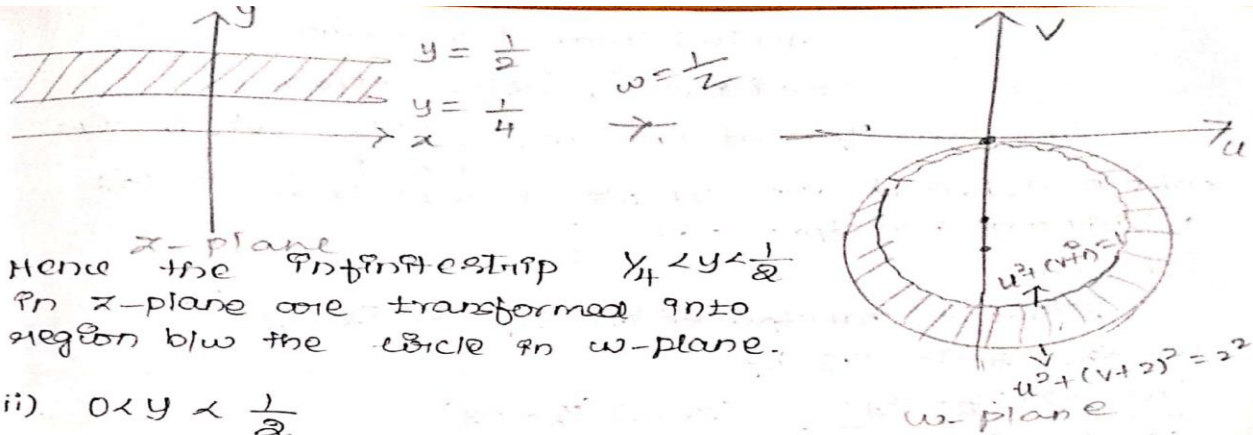 y
y = 1/2
y = 1/4
x
w = 1/z
v
u
z-plane
Hence the infinite strip 1/4 < y < 1/2
in z-plane are transformed into
region b/w the circle in w-plane.
u²+(v+1)²=1
u²+(v+2)²=2²
w-plane
ii) 0<y<1/2